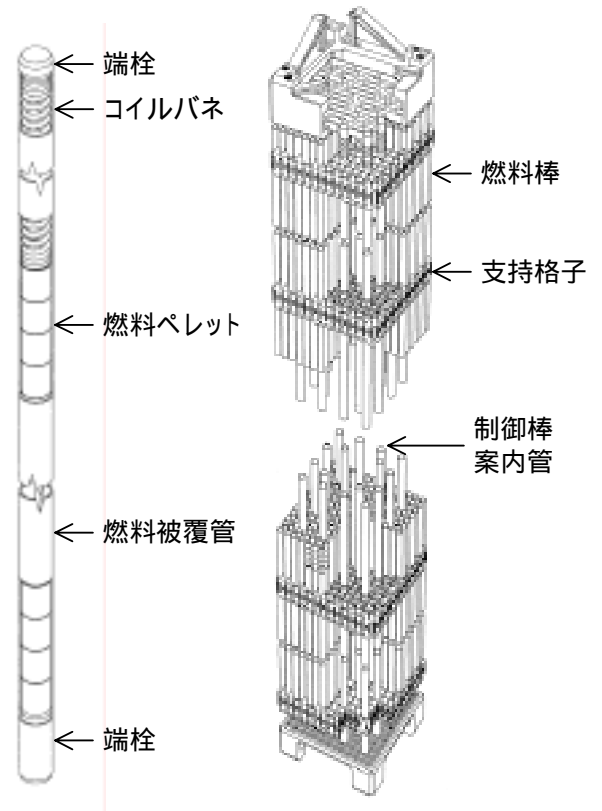 端栓
コイルバネ
燃料ペレット
燃料被覆管
端栓
燃料棒
支持格子
制御棒
案内管